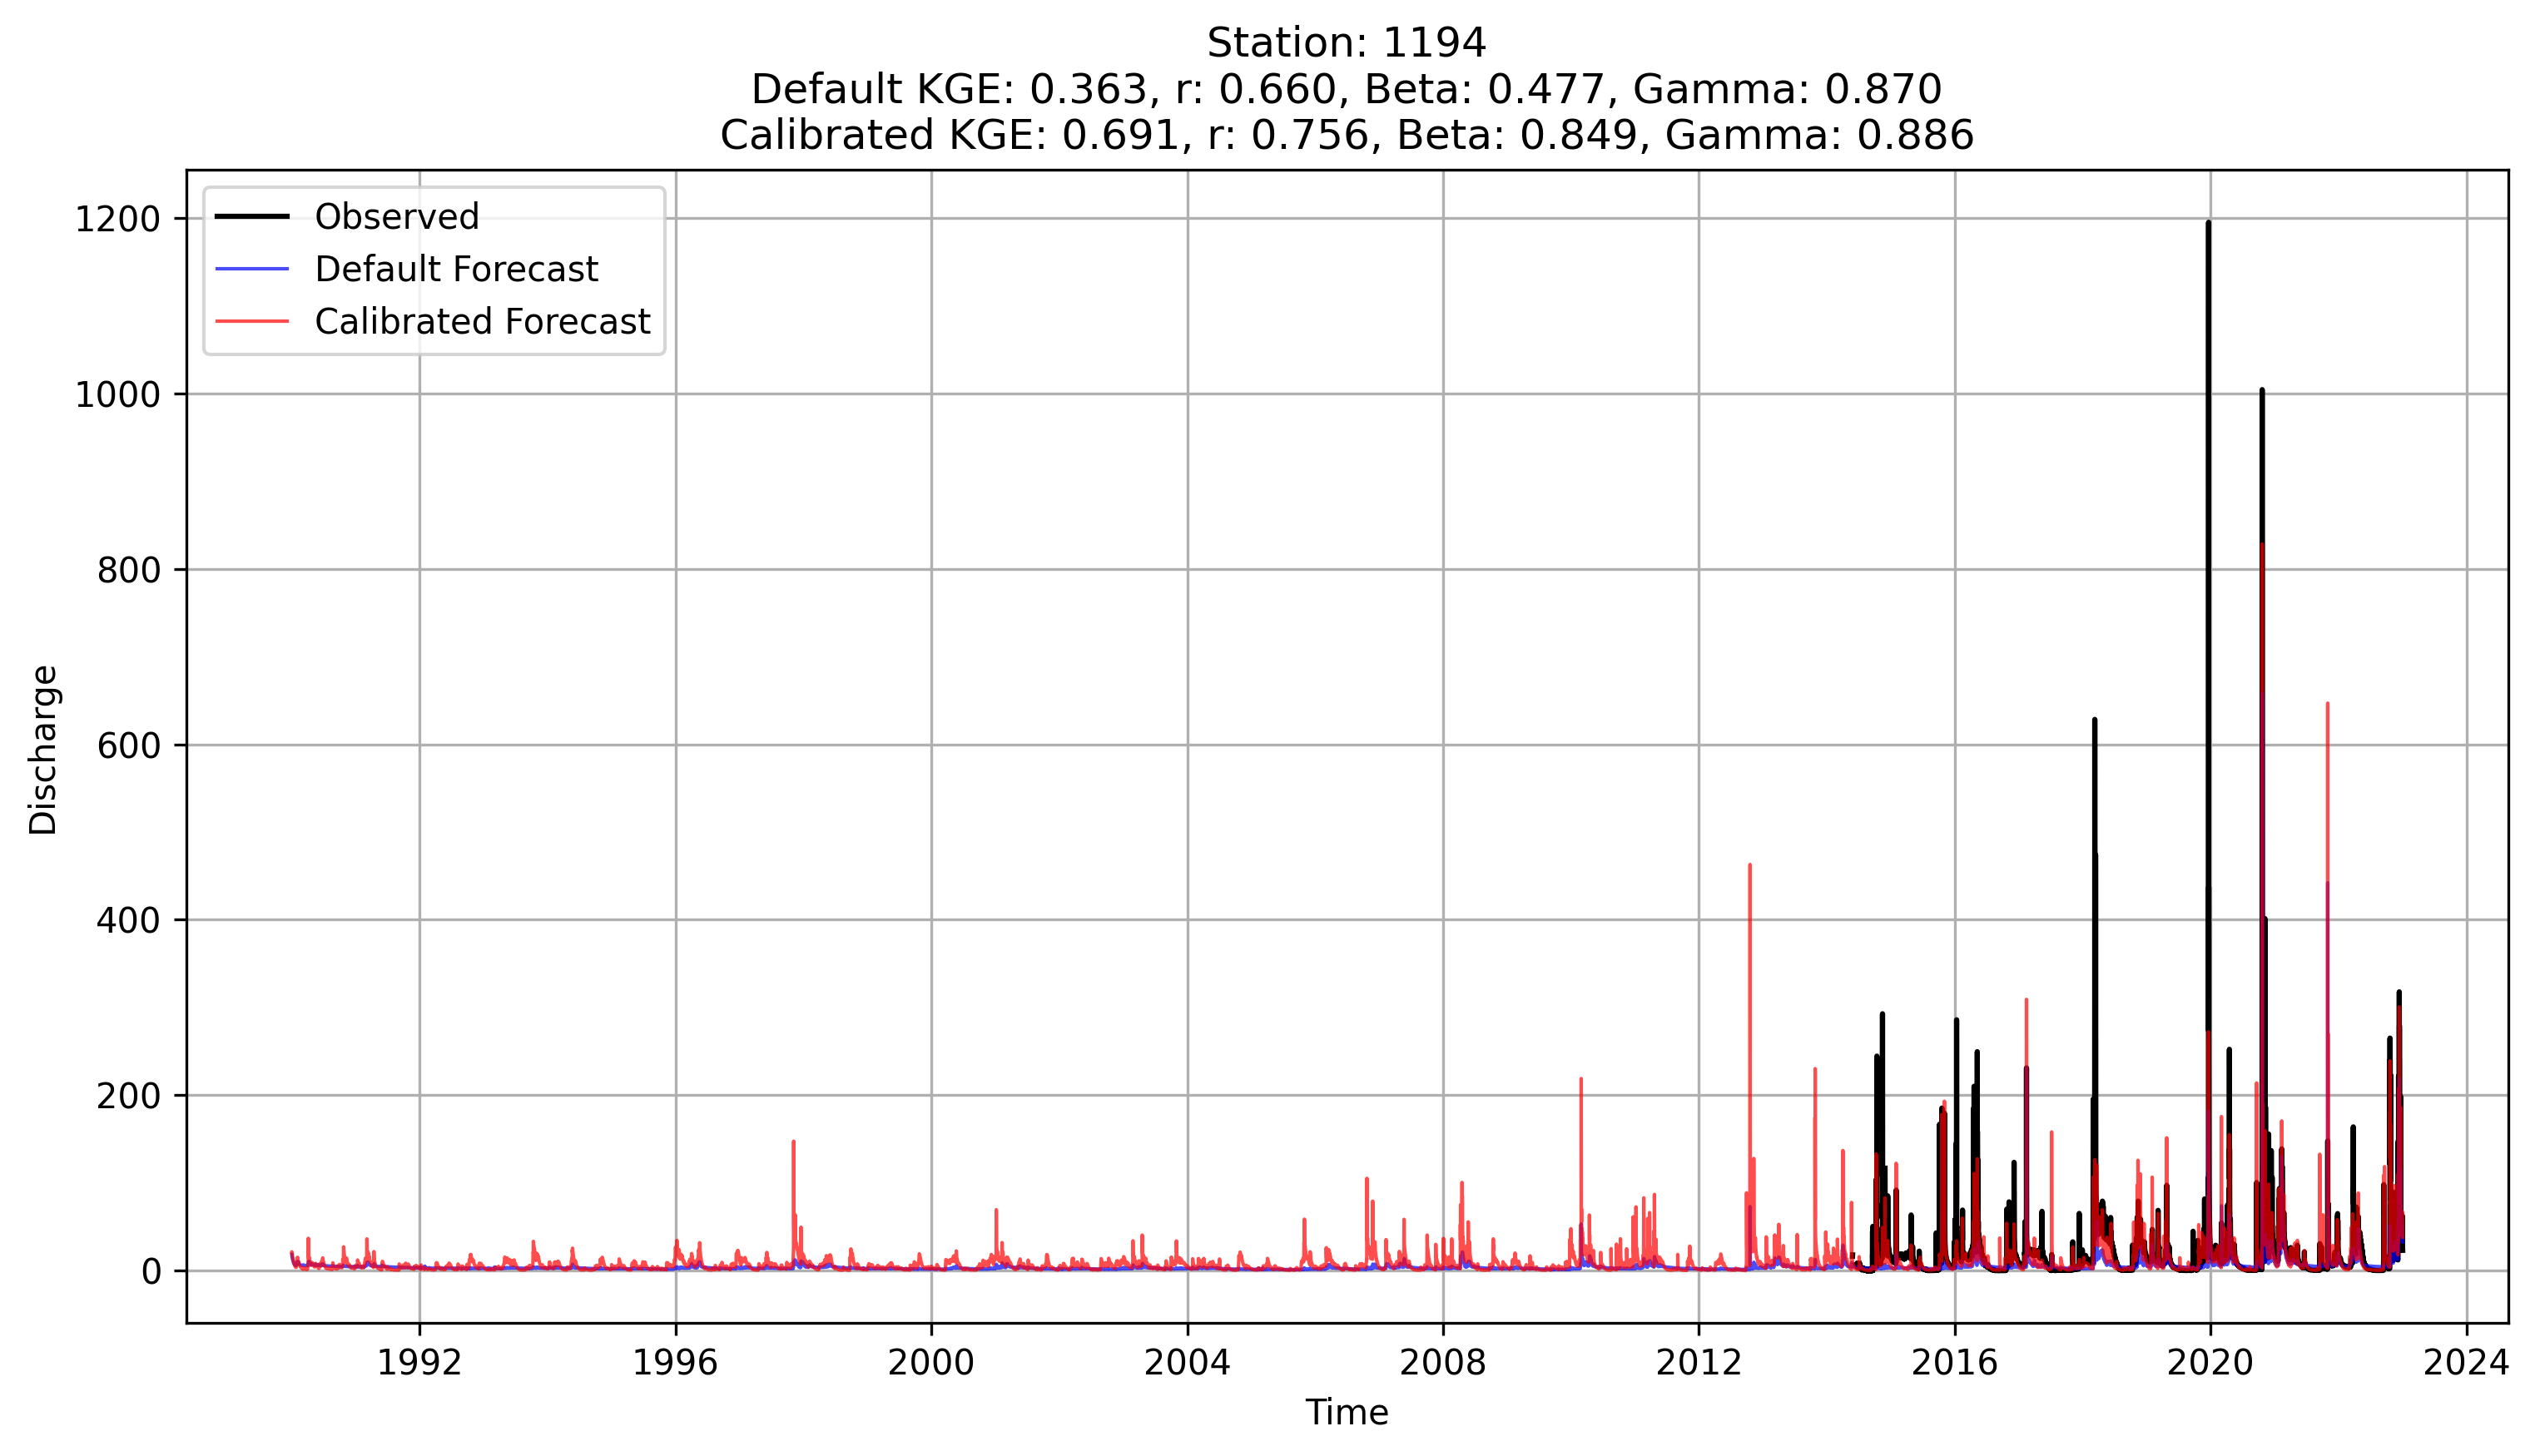 Station: 1194
Default KGE: 0.363, r: 0.660, Beta: 0.477, Gamma: 0.870
Calibrated KGE: 0.691, r: 0.756, Beta: 0.849, Gamma: 0.886
Observed
Default Forecast
Calibrated Forecast
1200
1000
800
600
400
200
0
Discharge
1992 1996 2000 2004 2008 2012 2016 2020 2024
Time